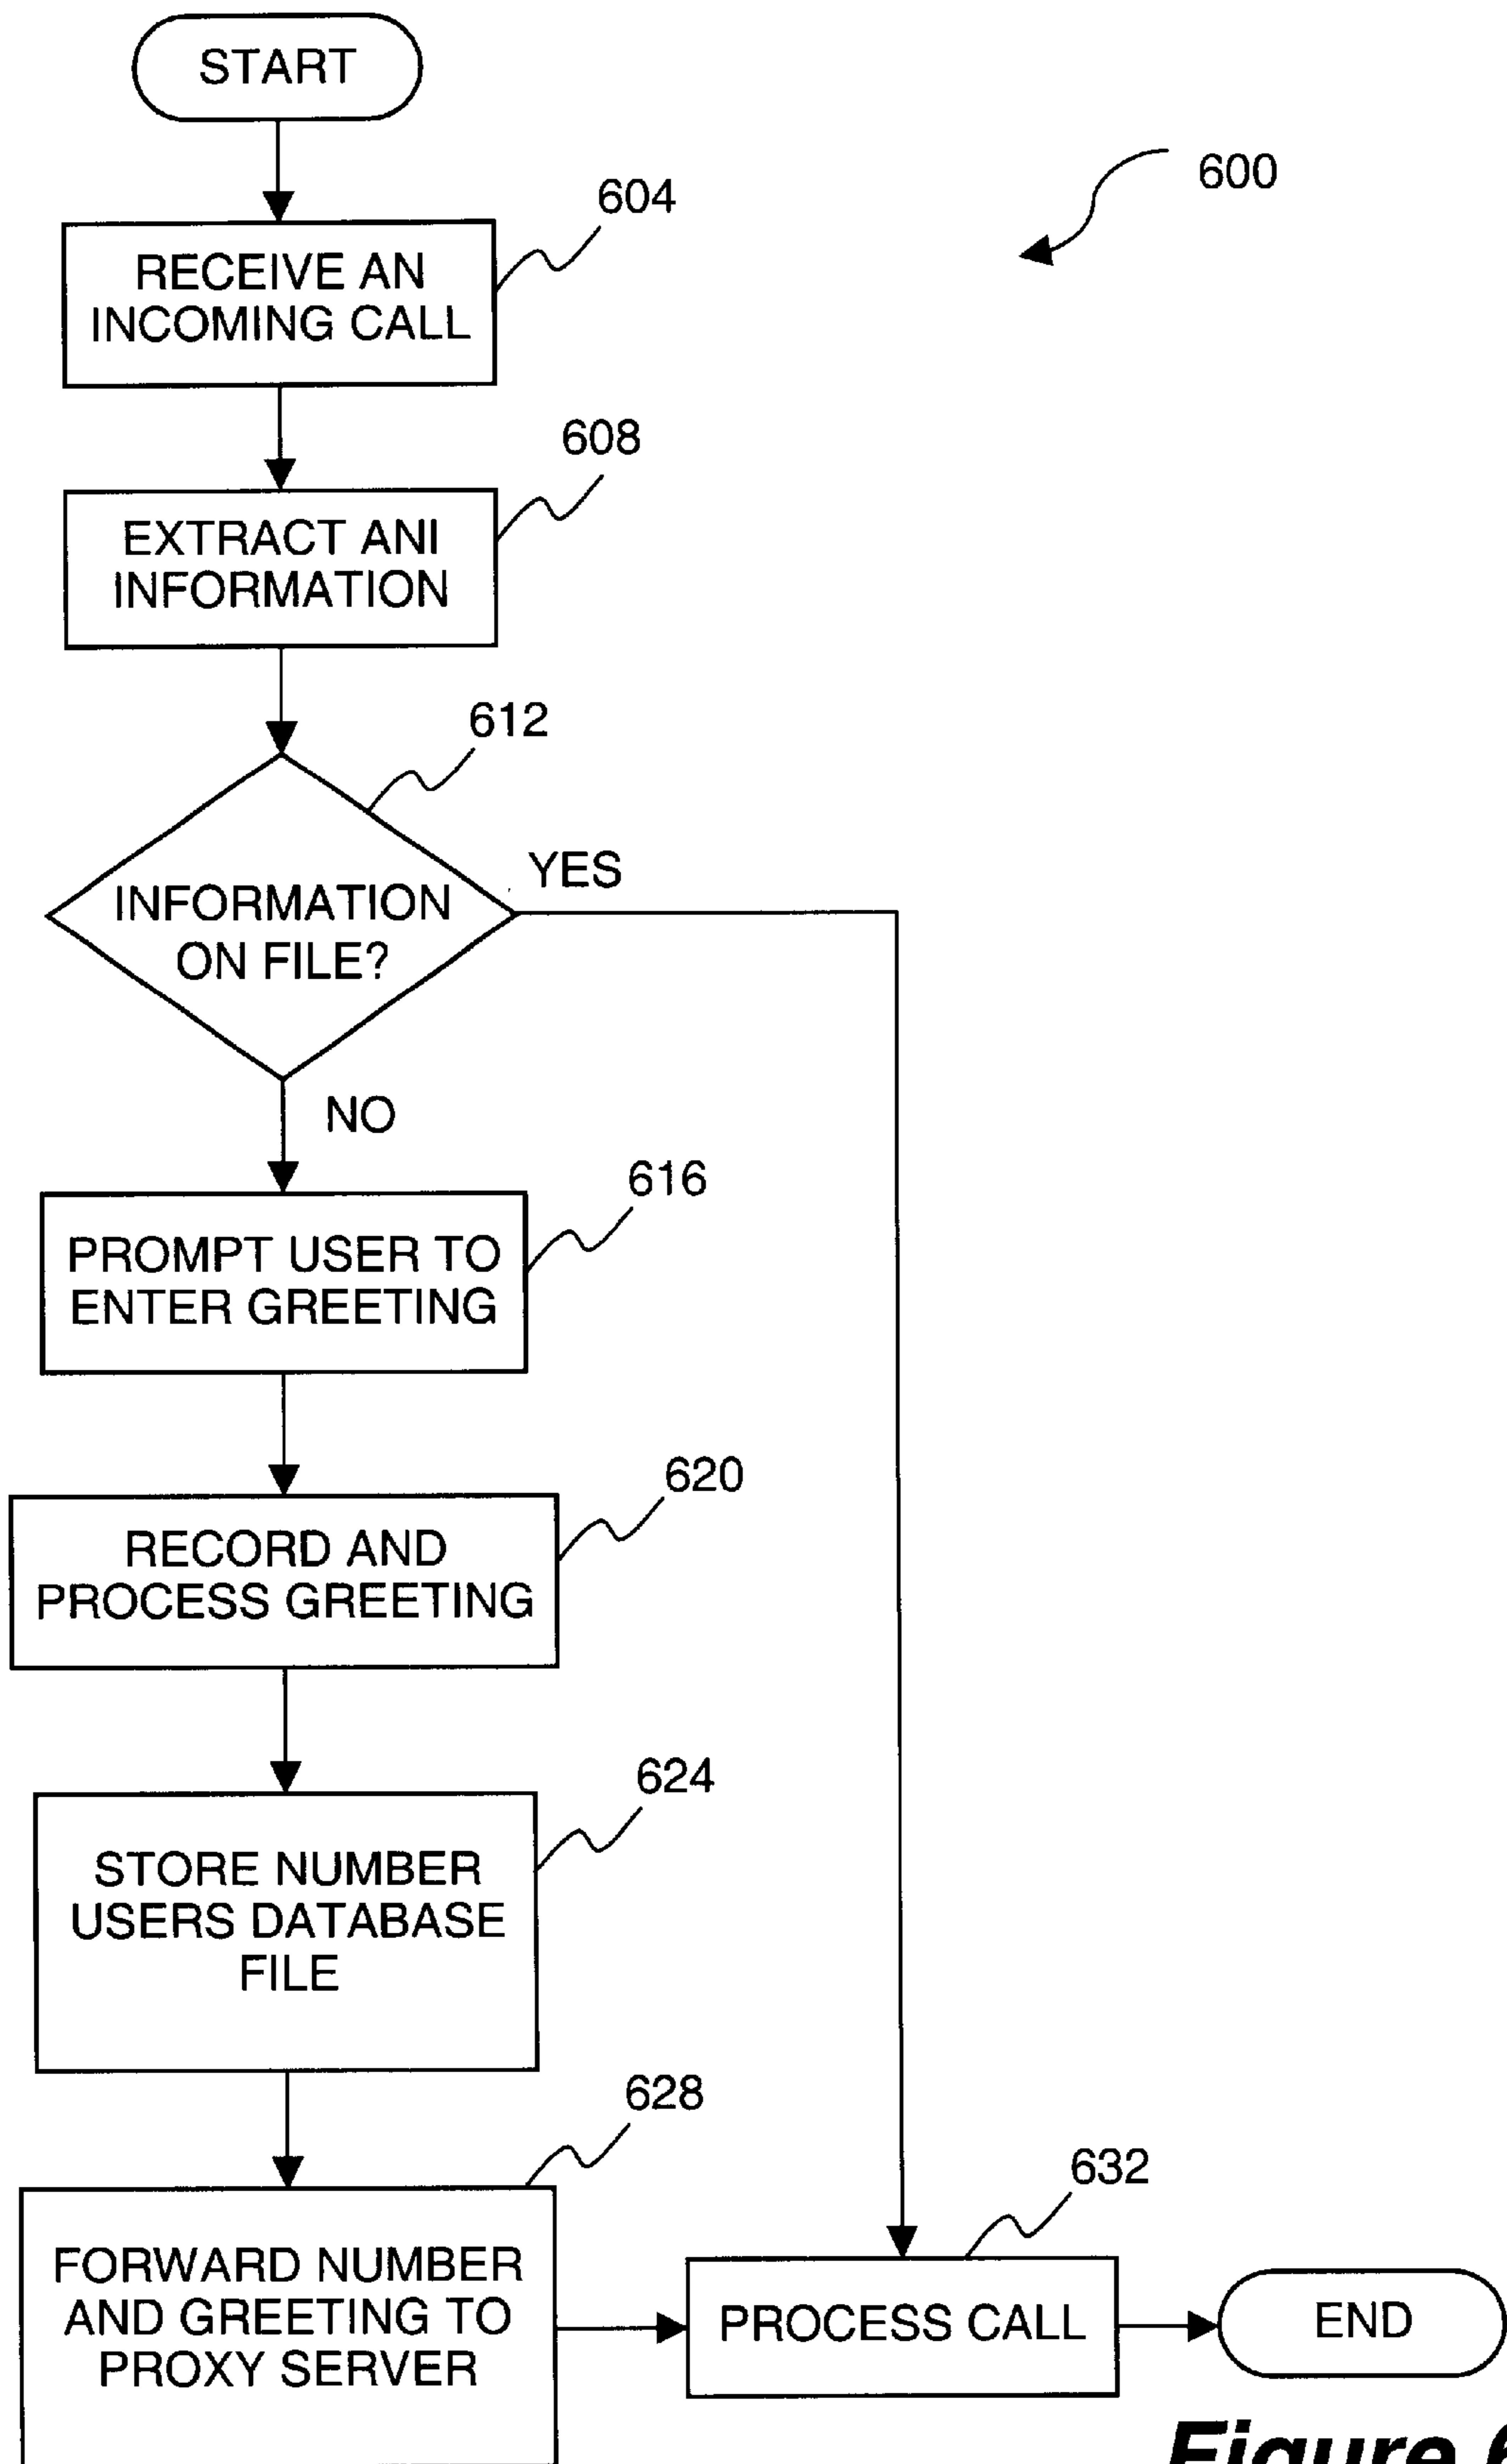 START
600
604
RECEIVE AN
INCOMING CALL
608
EXTRACT ANI
INFORMATION
612
YES
INFORMATION
ON FILE?
NO
616
PROMPT USER TO
ENTER GREETING
620
RECORD AND
PROCESS GREETING
624
STORE NUMBER
USERS DATABASE
FILE
628
FORWARD NUMBER
AND GREETING TO
PROXY SERVER
632
PROCESS CALL
END
Figure 6